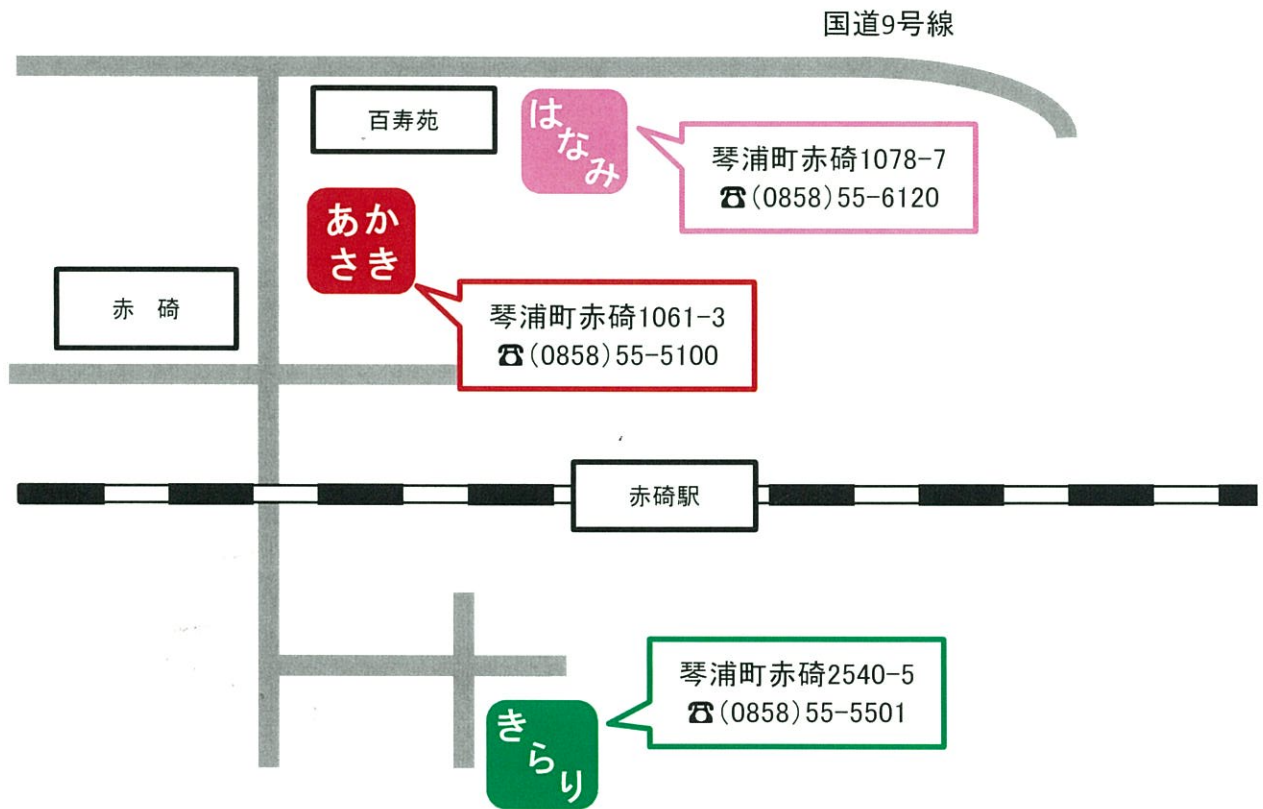 国道9号線
百寿苑
はなみ
琴浦町赤碕1078-7
☎(0858)55-6120
あか
さき
赤　碕
琴浦町赤碕1061-3
☎(0858)55-5100
赤碕駅
琴浦町赤碕2540-5
☎(0858)55-5501
きらり